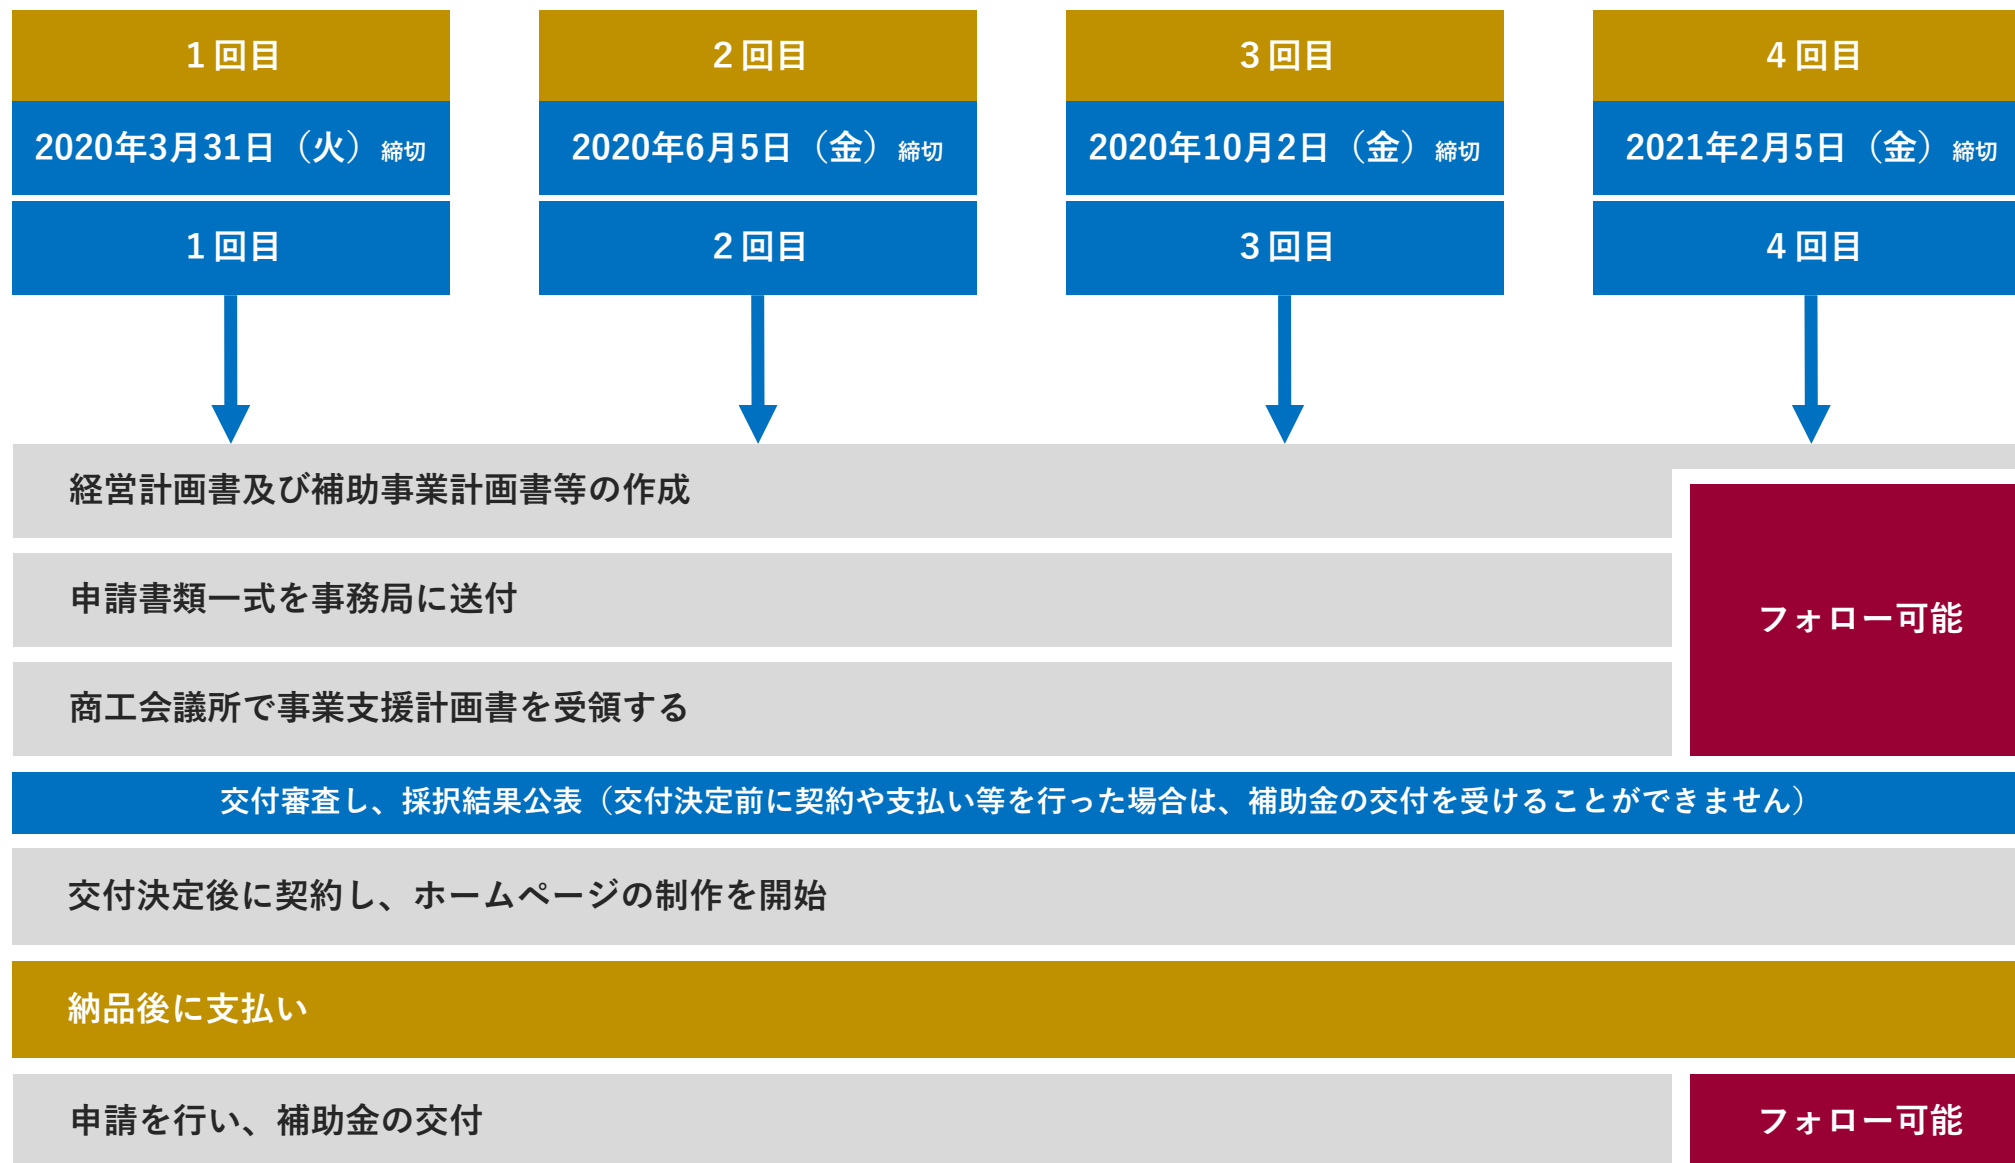 1回目
2回目
3回目
4回目
2020年3月31日（火）締切
2020年6月5日（金）締切
2020年10月2日（金）締切
2021年2月5日（金）締切
1回目
2回目
3回目
4回目
経営計画書及び補助事業計画書等の作成
申請書類一式を事務局に送付
商工会議所で事業支援計画書を受領する
フォロー可能
交付審査し、採択結果公表（交付決定前に契約や支払い等を行った場合は、補助金の交付を受けることができません）
交付決定後に契約し、ホームページの制作を開始
納品後に支払い
申請を行い、補助金の交付
フォロー可能